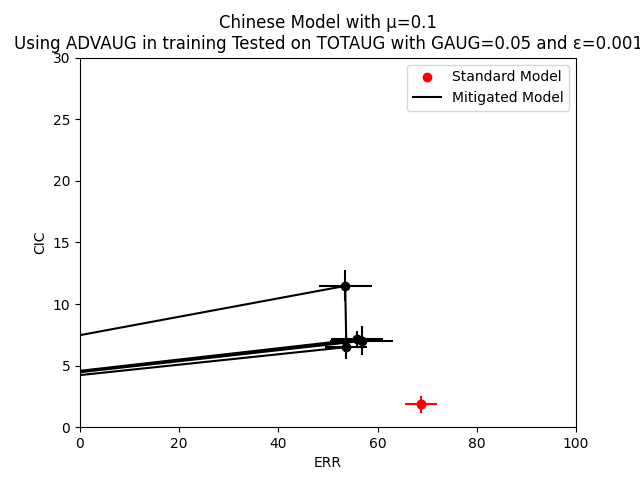 Chinese Model with μ=0.1
Using ADVAUG in training Tested on TOTAUG with GAUG=0.05 and ε=0.001
30
25
20
15
10
5
0
CIC
Standard Model
Mitigated Model
0 20 40 60 80 100
ERR